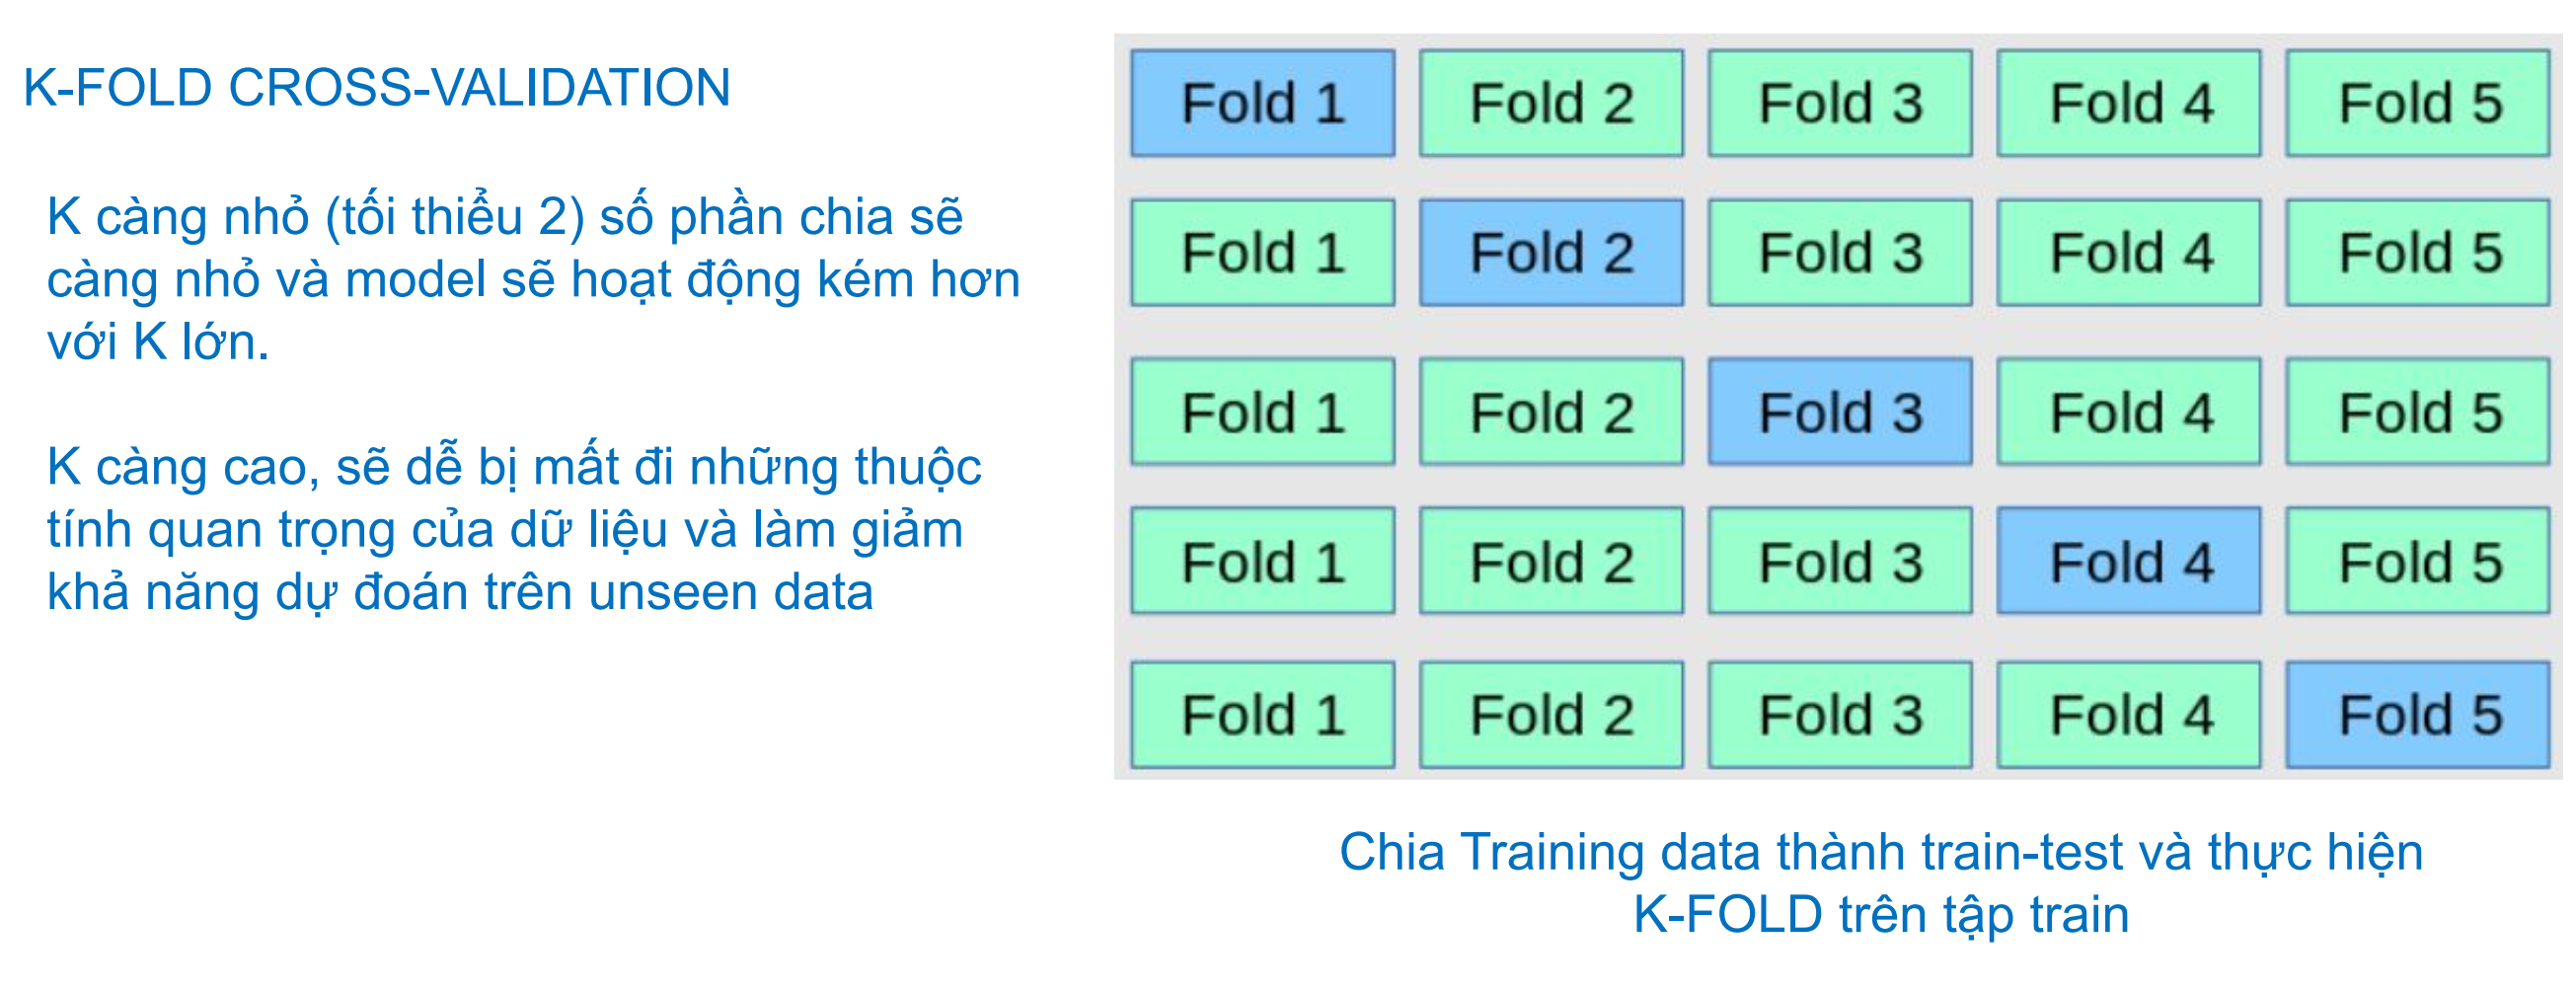 K-FOLD CROSS-VALIDATION
K càng nhỏ (tối thiểu 2) số phần chia sẽ
càng nhỏ và model sẽ hoạt động kém hơn
với K lớn.
K càng cao, sẽ dễ bị mất đi những thuộc
tính quan trọng của dữ liệu và làm giảm
khả năng dự đoán trên unseen data
Fold 1 Fold 2 Fold 3 Fold 4 Fold 5
Fold 1 Fold 2 Fold 3 Fold 4 Fold 5
Fold 1 Fold 2 Fold 3 Fold 4 Fold 5
Fold 1 Fold 2 Fold 3 Fold 4 Fold 5
Fold 1 Fold 2 Fold 3 Fold 4 Fold 5
Chia Training data thành train-test và thực hiện
K-FOLD trên tập train